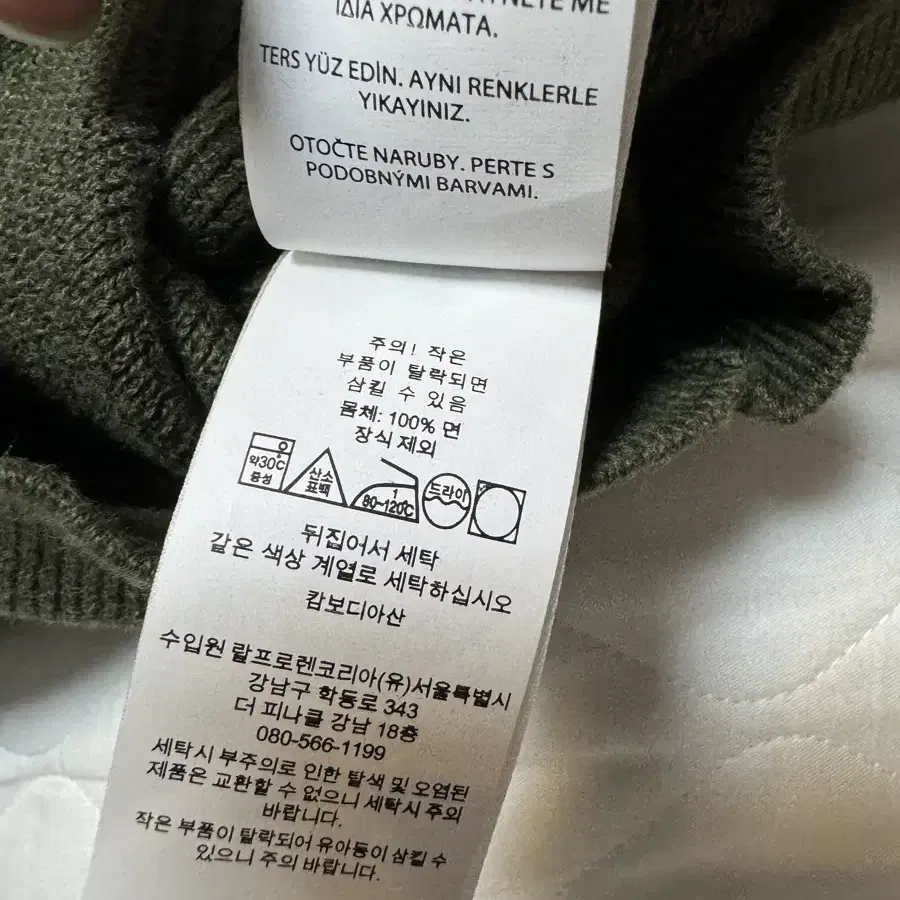 ΜΕ
ΙΔΙΑ ΧΡΩΜΑΤΑ.
TERS YÜZ EDİN. AYNI RENKLERLE
YIKAYINIZ.
OTOČTE NARUBY. PERTE S
PODOBNÝMI BARVAMI.
주의! 작은
부품이 탈락되면
삼킬 수 있음
몸체: 100% 면
장식 제외
약30℃
중성
산소
표백
1
80~120℃
드라이
뒤집어서 세탁
같은 색상 계열로 세탁하십시오
캄보디아산
수입원 랄프로렌코리아(유)서울특별시
강남구 학동로 343
더 피나클 강남 18층
080-566-1199
세탁시 부주의로 인한 탈색 및 오염된
제품은 교환할 수 없으니 세탁시 주의
바랍니다.
작은 부품이 탈락되어 유아등이 삼킬 수
있으니 주의 바랍니다.